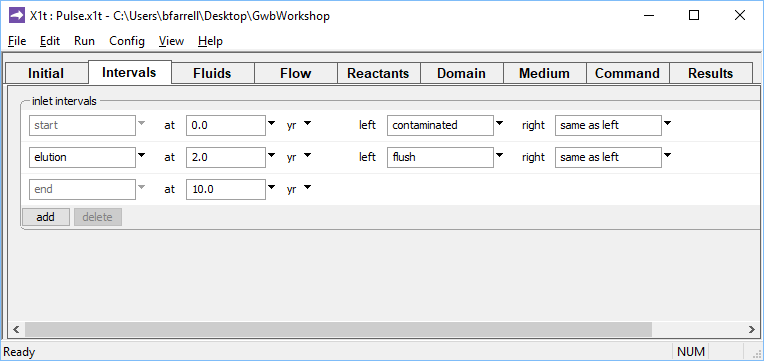 X1t : Pulse.x1t - C:\Users\bfarrell\Desktop\GwbWorkshop
File Edit Run Config View Help
Initial Intervals Fluids Flow Reactants Domain Medium Command Results
inlet intervals
start at 0.0 yr left contaminated right same as left
elution at 2.0 yr left flush right same as left
end at 10.0 yr
add delete
Ready NUM